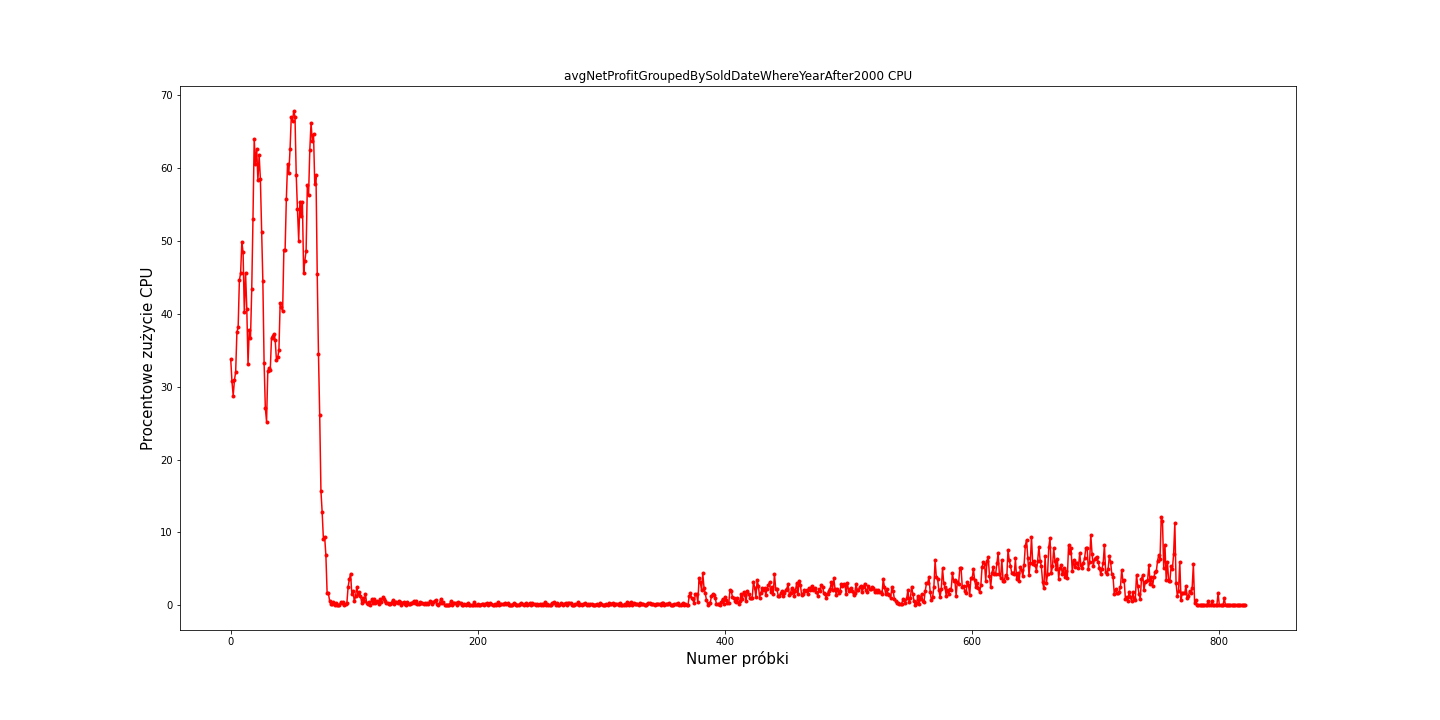 avgNetProfitGroupedBySoldDateWhereYearAfter2000 CPU
70
60
50
40
30
20
10
0
Procentowe zużycie CPU
0 200 400 600 800
Numer próbki